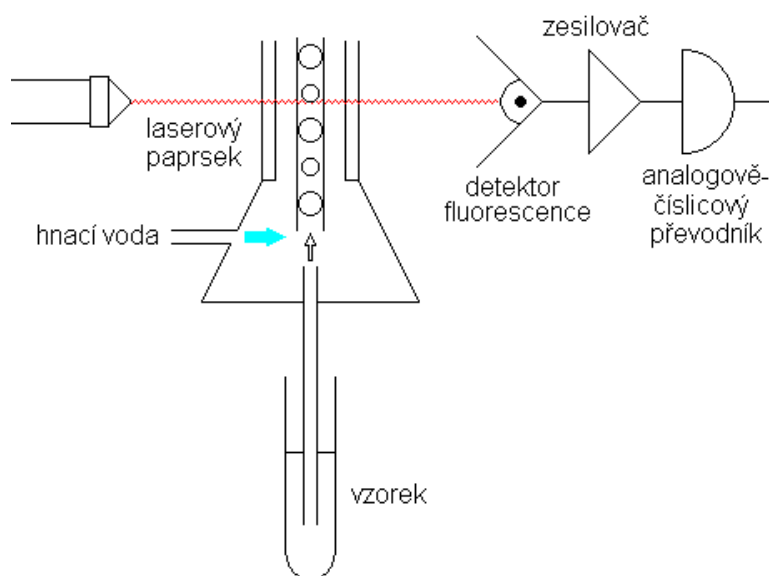 zesilovač
laserový
paprsek
detektor
fluorescence
analogově-
číslicový
převodník
hnací voda
vzorek